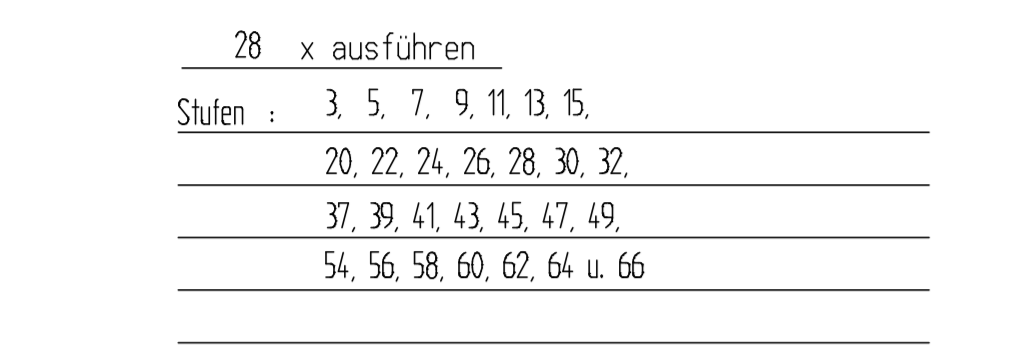 28 x ausführen
Stufen : 3, 5, 7, 9, 11, 13, 15,
20, 22, 24, 26, 28, 30, 32,
37, 39, 41, 43, 45, 47, 49,
54, 56, 58, 60, 62, 64 u. 66